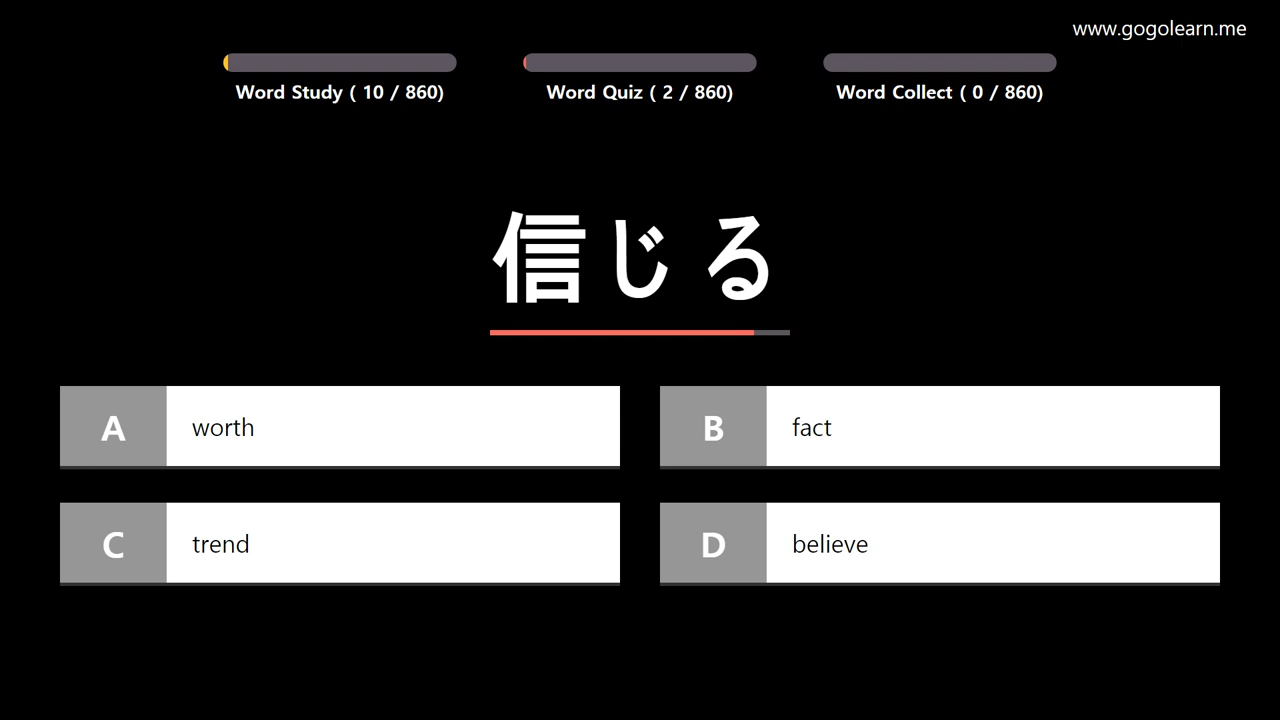 www.gogolearn.me
Word Study ( 10 / 860)
Word Quiz ( 2 / 860)
Word Collect ( 0 / 860)
信じる
A worth
B fact
C trend
D believe